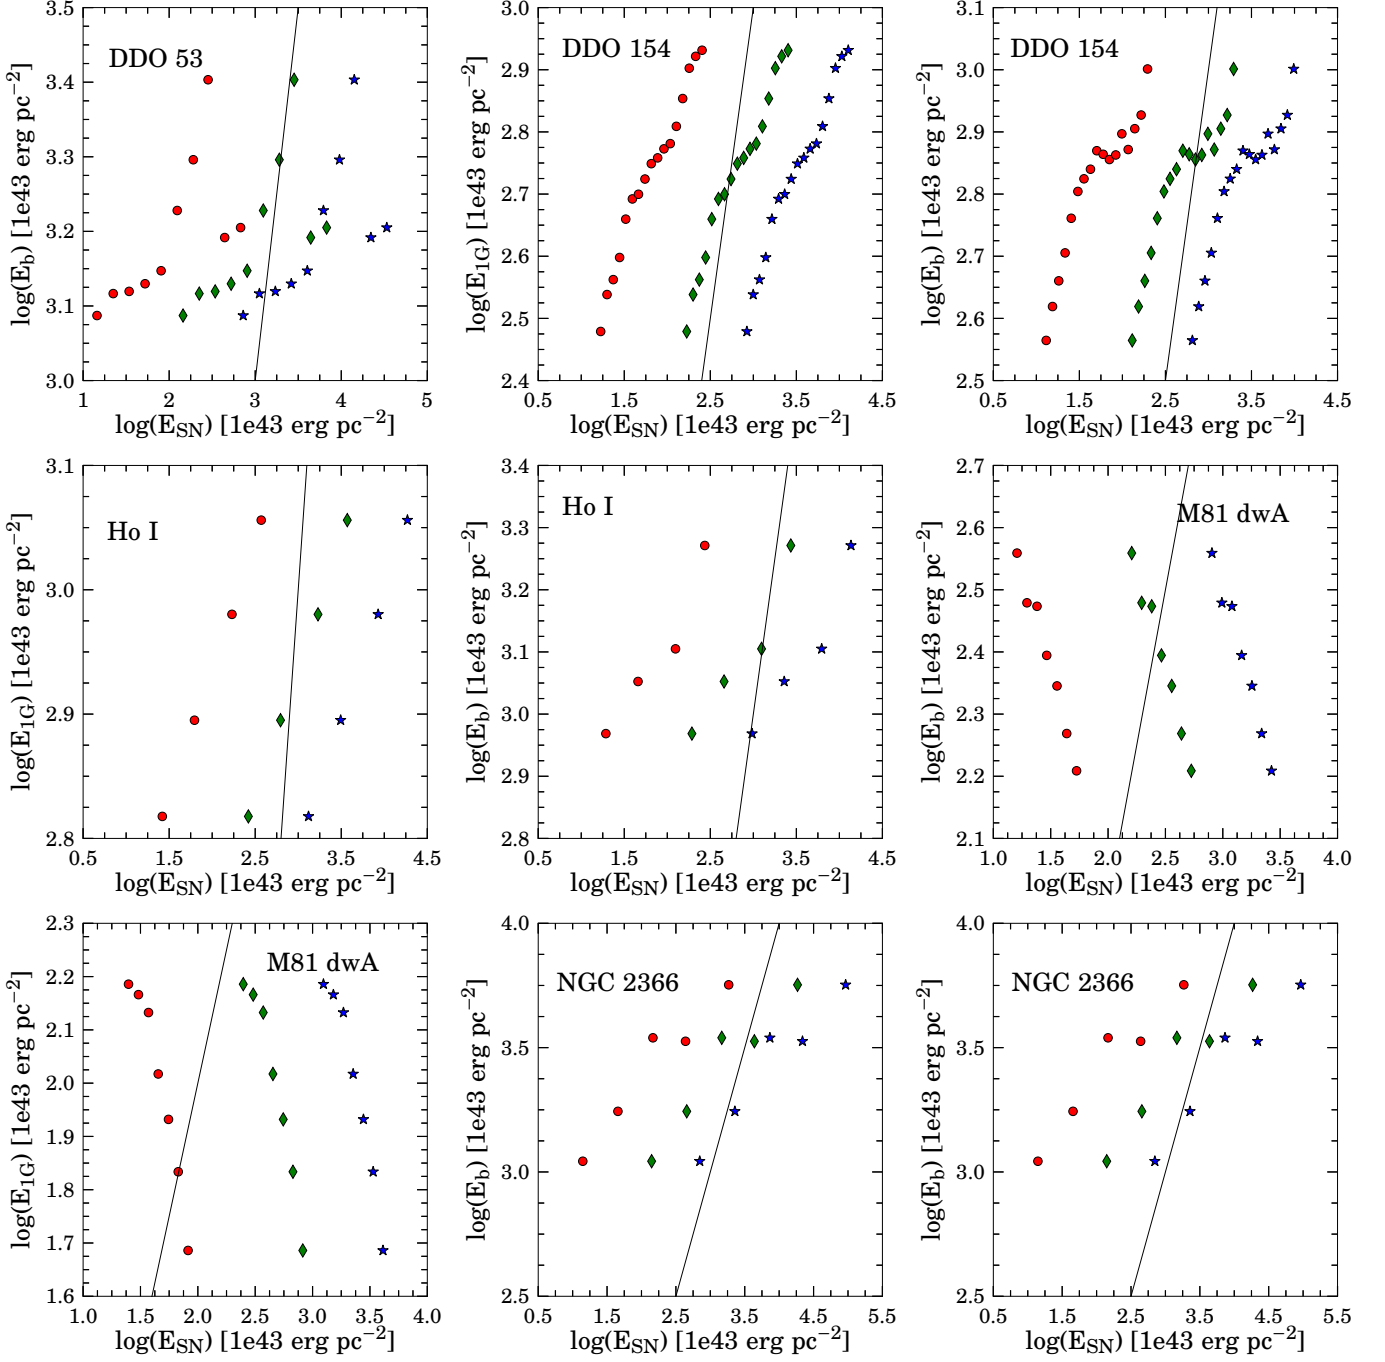 3.5
3.4
3.3
3.2
3.1
3.0
1 2 3 4 5
DDO 53
log(E_b) [1e43 erg pc^−2]
log(E_SN) [1e43 erg pc^−2]
3.0
2.9
2.8
2.7
2.6
2.5
2.4
0.5 1.5 2.5 3.5 4.5
DDO 154
log(E_1G) [1e43 erg pc^−2]
log(E_SN) [1e43 erg pc^−2]
3.1
3.0
2.9
2.8
2.7
2.6
2.5
0.5 1.5 2.5 3.5 4.5
DDO 154
log(E_b) [1e43 erg pc^−2]
log(E_SN) [1e43 erg pc^−2]
3.1
3.0
2.9
2.8
0.5 1.5 2.5 3.5 4.5
Ho I
log(E_1G) [1e43 erg pc^−2]
log(E_SN) [1e43 erg pc^−2]
3.4
3.3
3.2
3.1
3.0
2.9
2.8
0.5 1.5 2.5 3.5 4.5
Ho I
log(E_b) [1e43 erg pc^−2]
log(E_SN) [1e43 erg pc^−2]
2.7
2.6
2.5
2.4
2.3
2.2
2.1
1.0 1.5 2.0 2.5 3.0 3.5 4.0
M81 dwA
log(E_b) [1e43 erg pc^−2]
log(E_SN) [1e43 erg pc^−2]
2.3
2.2
2.1
2.0
1.9
1.8
1.7
1.6
1.0 1.5 2.0 2.5 3.0 3.5 4.0
M81 dwA
log(E_1G) [1e43 erg pc^−2]
log(E_SN) [1e43 erg pc^−2]
4.0
3.5
3.0
2.5
0.5 1.5 2.5 3.5 4.5 5.5
NGC 2366
log(E_b) [1e43 erg pc^−2]
log(E_SN) [1e43 erg pc^−2]
4.0
3.5
3.0
2.5
0.5 1.5 2.5 3.5 4.5 5.5
NGC 2366
log(E_b) [1e43 erg pc^−2]
log(E_SN) [1e43 erg pc^−2]